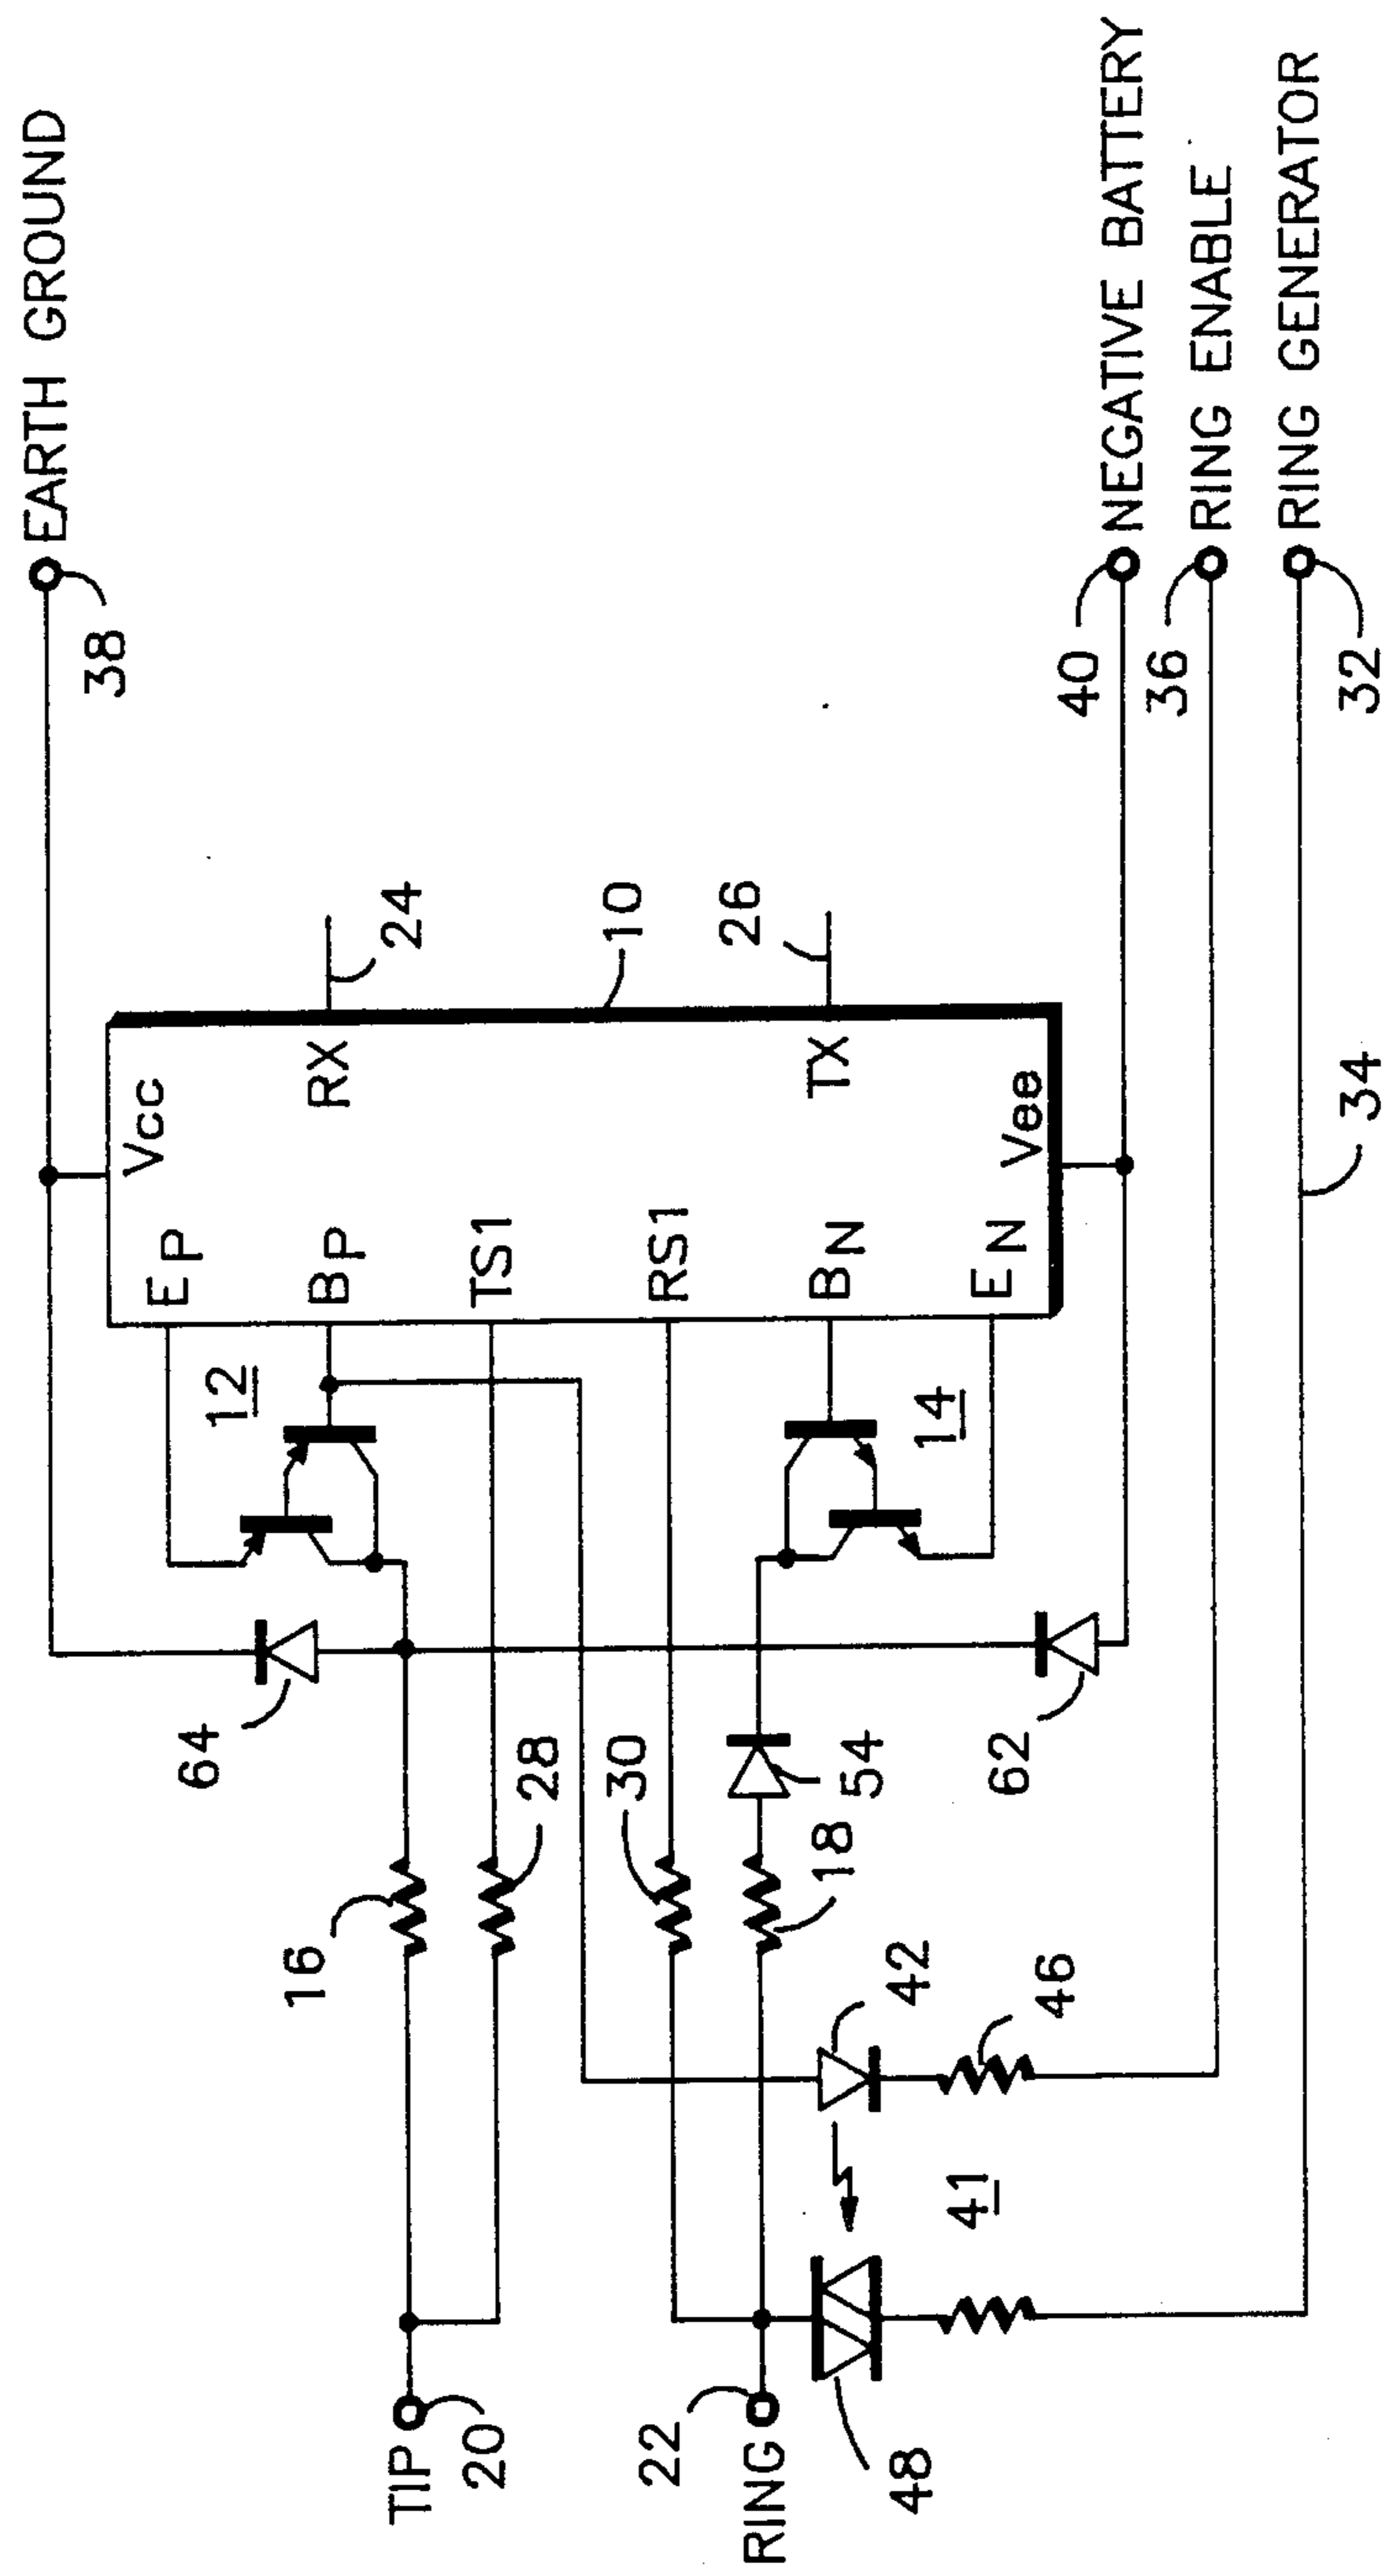 EARTH GROUND
38
Vcc
EP
BP
TS1
RS1
BN
EN
Vee
RX
TX
24
10
26
12
14
64
16
28
30
18
54
62
TIP
20
22
RING
48
41
42
46
40
NEGATIVE BATTERY
36
RING ENABLE
32
RING GENERATOR
34